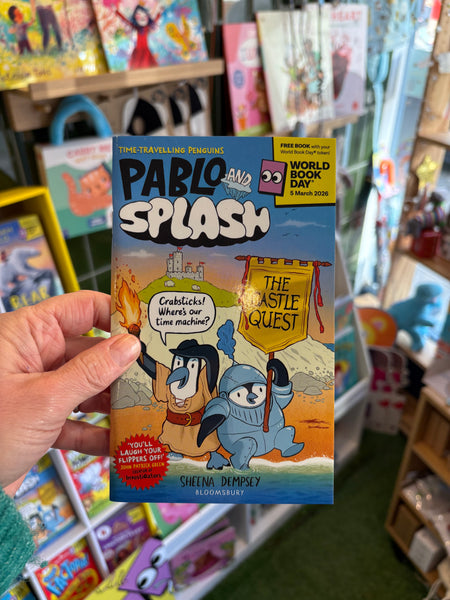 TIME-TRAVELLING PENGUINS
PABLO AND
SPLASH
FREE BOOK with your
World Book Day® token!
WORLD
BOOK
DAY
5 March 2026
THE
CASTLE
QUEST
Crabsticks!
Where's our
time machine?
'YOU'LL
LAUGH YOUR
FLIPPERS OFF!'
JOHN PATRICK GREEN
SHEENA DEMPSEY
BLOOMSBURY